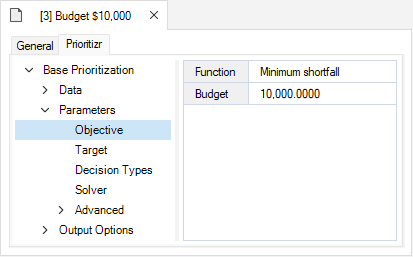 [3] Budget $10,000
General Prioritizr
Base Prioritization
Data
Parameters
Objective
Target
Decision Types
Solver
Advanced
Output Options
Function Minimum shortfall
Budget 10,000.0000